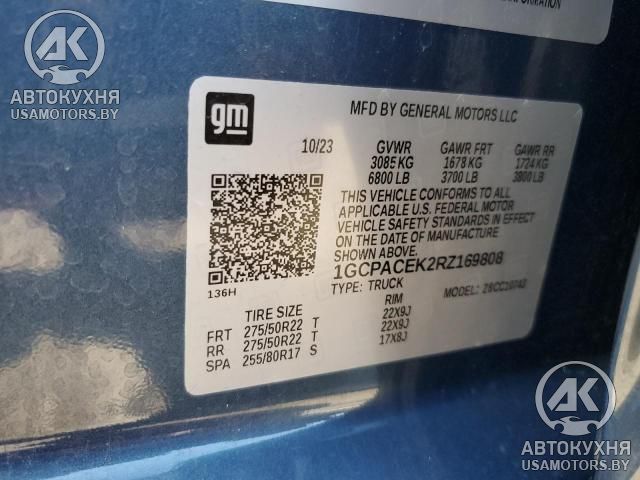 AK
АВТОКУХНЯ
USAMOTORS.BY
gm
MFD BY GENERAL MOTORS LLC
10/23 GVWR GAWR FRT GAWR RR
3085 KG 1678 KG 1724 KG
6800 LB 3700 LB 3800 LB
THIS VEHICLE CONFORMS TO ALL
APPLICABLE U.S. FEDERAL MOTOR
VEHICLE SAFETY STANDARDS IN EFFECT
ON THE DATE OF MANUFACTURE
SHOWN ABOVE.
1GCPACEK2RZ169808
136H
TYPE: TRUCK MODEL:
TIRE SIZE RIM
FRT 275/50R22 T 22X9J
RR 275/50R22 T 22X9J
SPA 255/80R17 S 17X8J
AK
АВТОКУХНЯ
USAMOTORS.BY